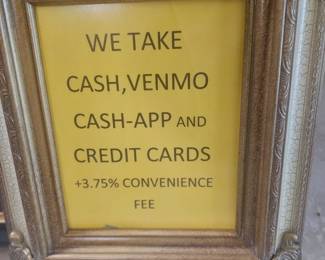 WE TAKE
CASH,VENMO
CASH-APP AND
CREDIT CARDS
+3.75% CONVENIENCE
FEE